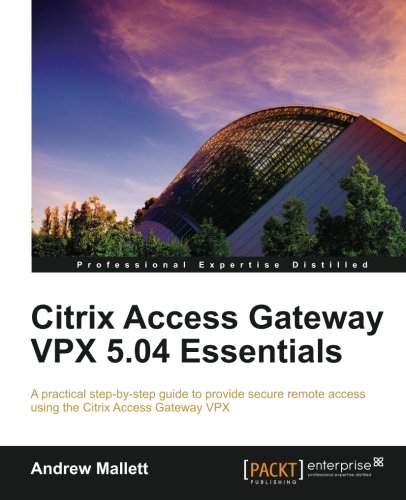 Professional Expertise Distilled
Citrix Access Gateway
VPX 5.04 Essentials
A practical step-by-step guide to provide secure remote access
using the Citrix Access Gateway VPX
Andrew Mallett
[PACKT] enterprise
PUBLISHING
professional expertise distilled